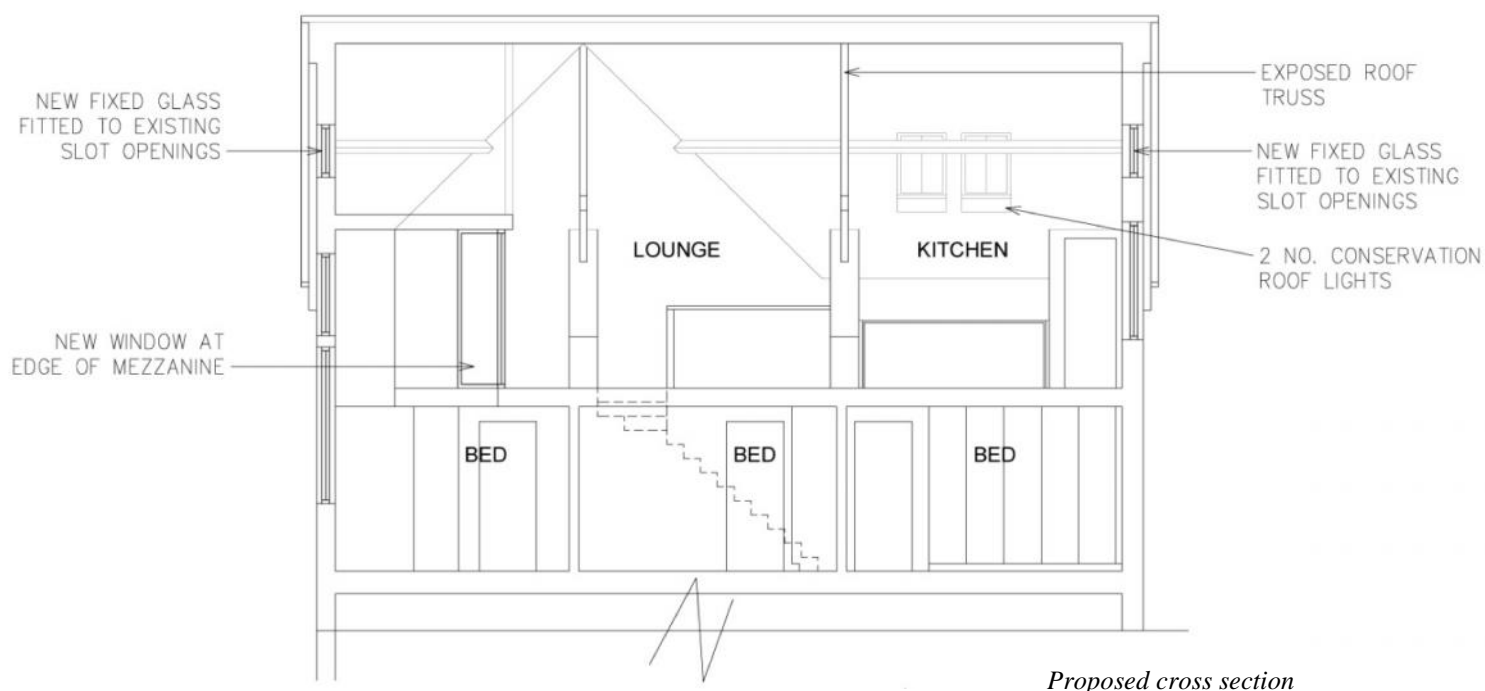 NEW FIXED GLASS
FITTED TO EXISTING
SLOT OPENINGS
EXPOSED ROOF
TRUSS
NEW FIXED GLASS
FITTED TO EXISTING
SLOT OPENINGS
LOUNGE
KITCHEN
2 NO. CONSERVATION
ROOF LIGHTS
NEW WINDOW AT
EDGE OF MEZZANINE
BED
BED
BED
Proposed cross section